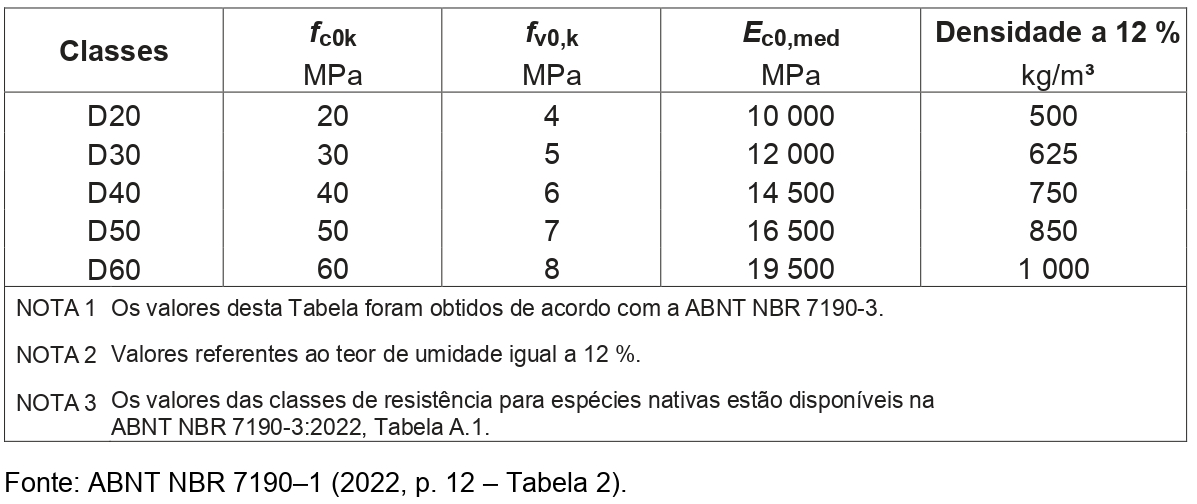 Classes f c0k f v0,k E c0,med Densidade a 12 %
MPa MPa MPa kg/m³
D20 20 4 10 000 500
D30 30 5 12 000 625
D40 40 6 14 500 750
D50 50 7 16 500 850
D60 60 8 19 500 1 000
NOTA 1 Os valores desta Tabela foram obtidos de acordo com a ABNT NBR 7190-3.
NOTA 2 Valores referentes ao teor de umidade igual a 12 %.
NOTA 3 Os valores das classes de resistência para espécies nativas estão disponíveis na
ABNT NBR 7190-3:2022, Tabela A.1.
Fonte: ABNT NBR 7190–1 (2022, p. 12 – Tabela 2).